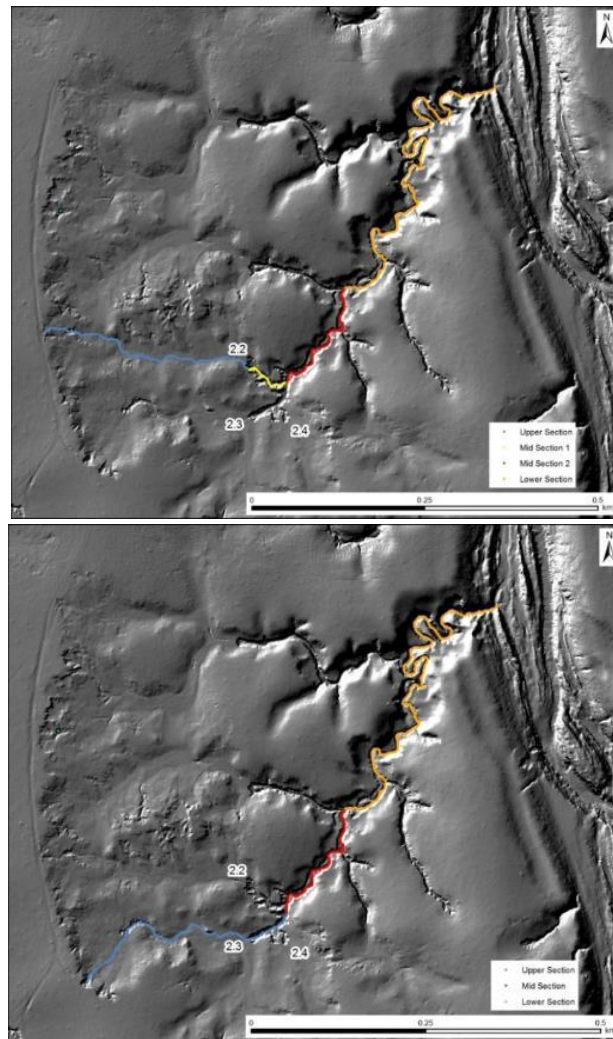 N
2.2
2.3
2.4
Upper Section
Mid Section 1
Mid Section 2
Lower Section
0 0.25 0.5
km
N
2.2
2.3
2.4
Upper Section
Mid Section
Lower Section
0 0.25 0.5
km